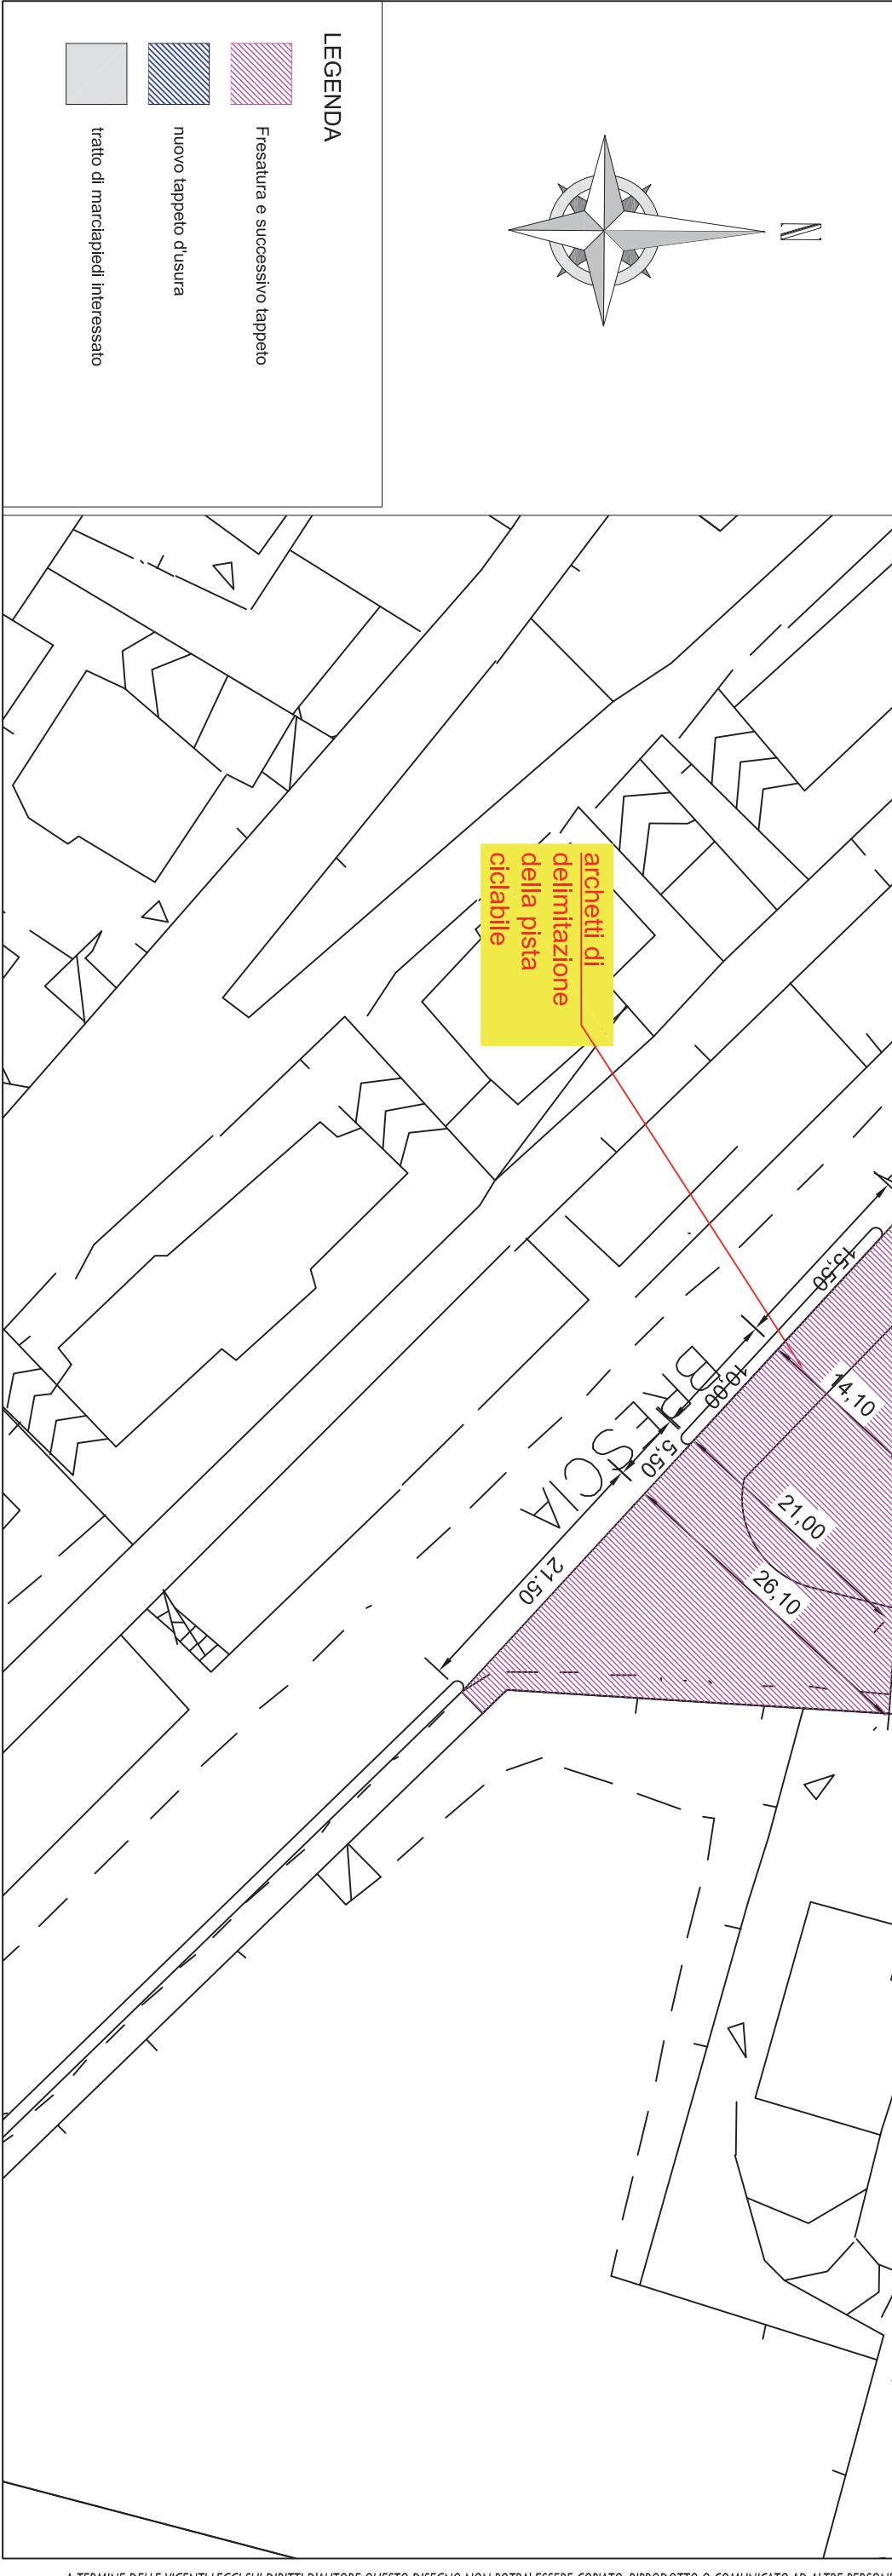 LEGENDA
Fresatura e successivo tappeto
nuovo tappeto d'usura
tratto di marciapiedi interessato
N
archetti di
delimitazione
della pista
ciclabile
BRESCIA
15,50
10,00
5,50
21.50
14,10
21,00
26,10